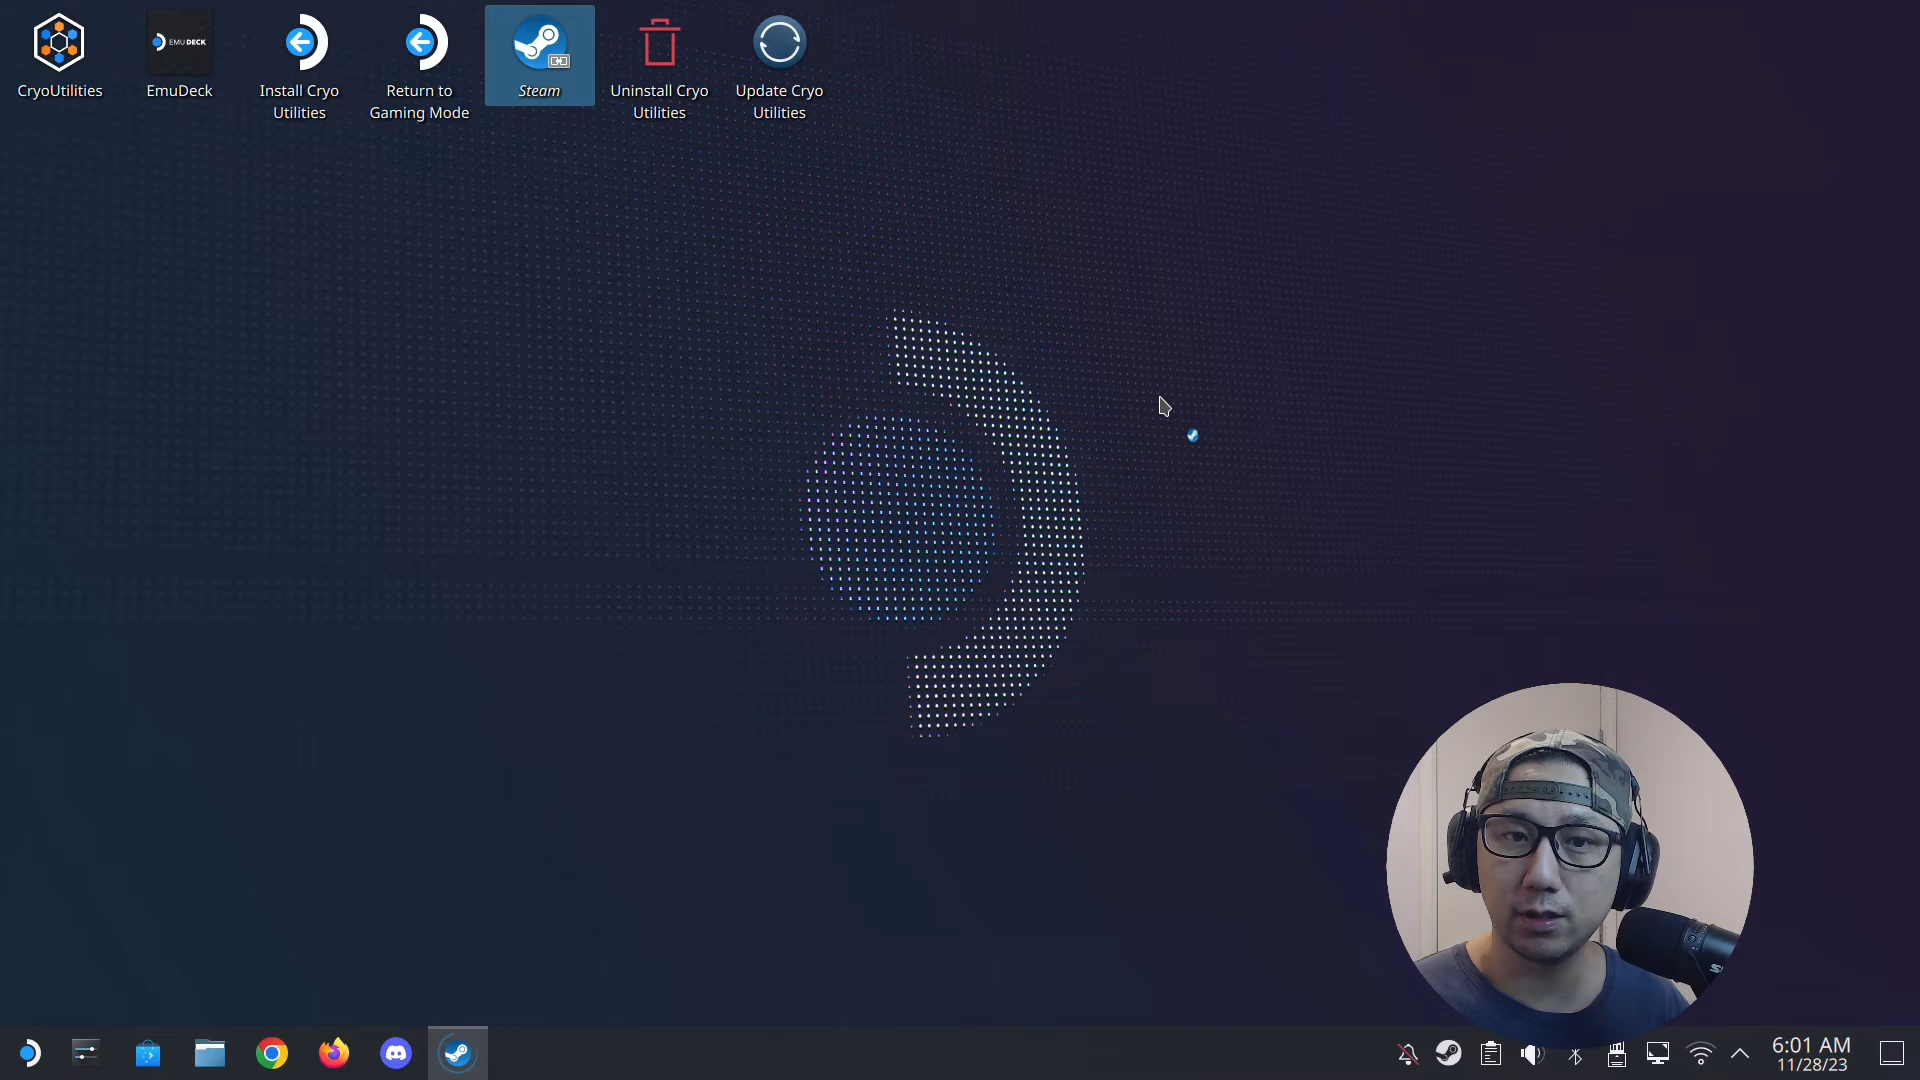 EMUDECK
CryoUtilities
EmuDeck
Install Cryo
Utilities
Return to
Gaming Mode
Steam
Uninstall Cryo
Utilities
Update Cryo
Utilities
6:01 AM
11/28/23